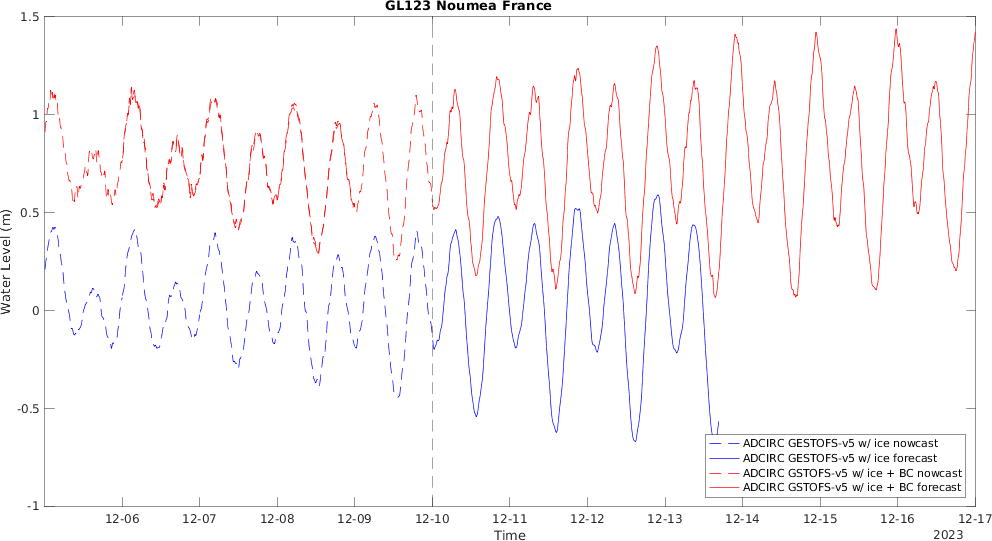 GL123 Noumea France
1.5
1
0.5
0
-0.5
-1
Water Level (m)
12-06 12-07 12-08 12-09 12-10 12-11 12-12 12-13 12-14 12-15 12-16 12-17
Time
2023
ADCIRC GESTOFS-v5 w/ ice nowcast
ADCIRC GESTOFS-v5 w/ ice forecast
ADCIRC GSTOFS-v5 w/ ice + BC nowcast
ADCIRC GSTOFS-v5 w/ ice + BC forecast